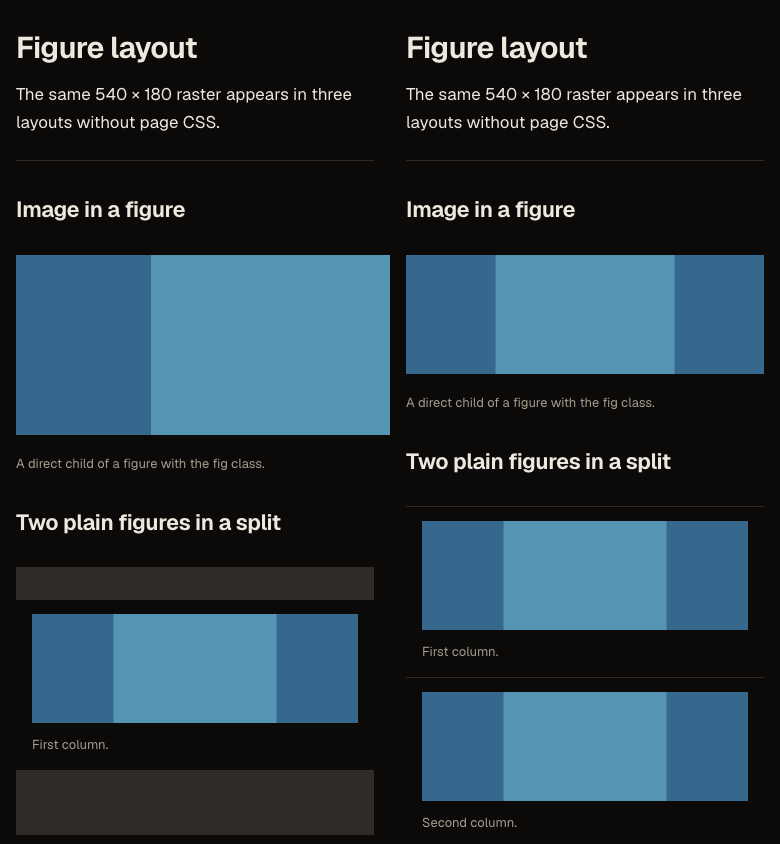 Figure layout
The same 540 × 180 raster appears in three
layouts without page CSS.
Image in a figure
A direct child of a figure with the fig class.
Two plain figures in a split
First column.
Figure layout
The same 540 × 180 raster appears in three
layouts without page CSS.
Image in a figure
A direct child of a figure with the fig class.
Two plain figures in a split
First column.
Second column.